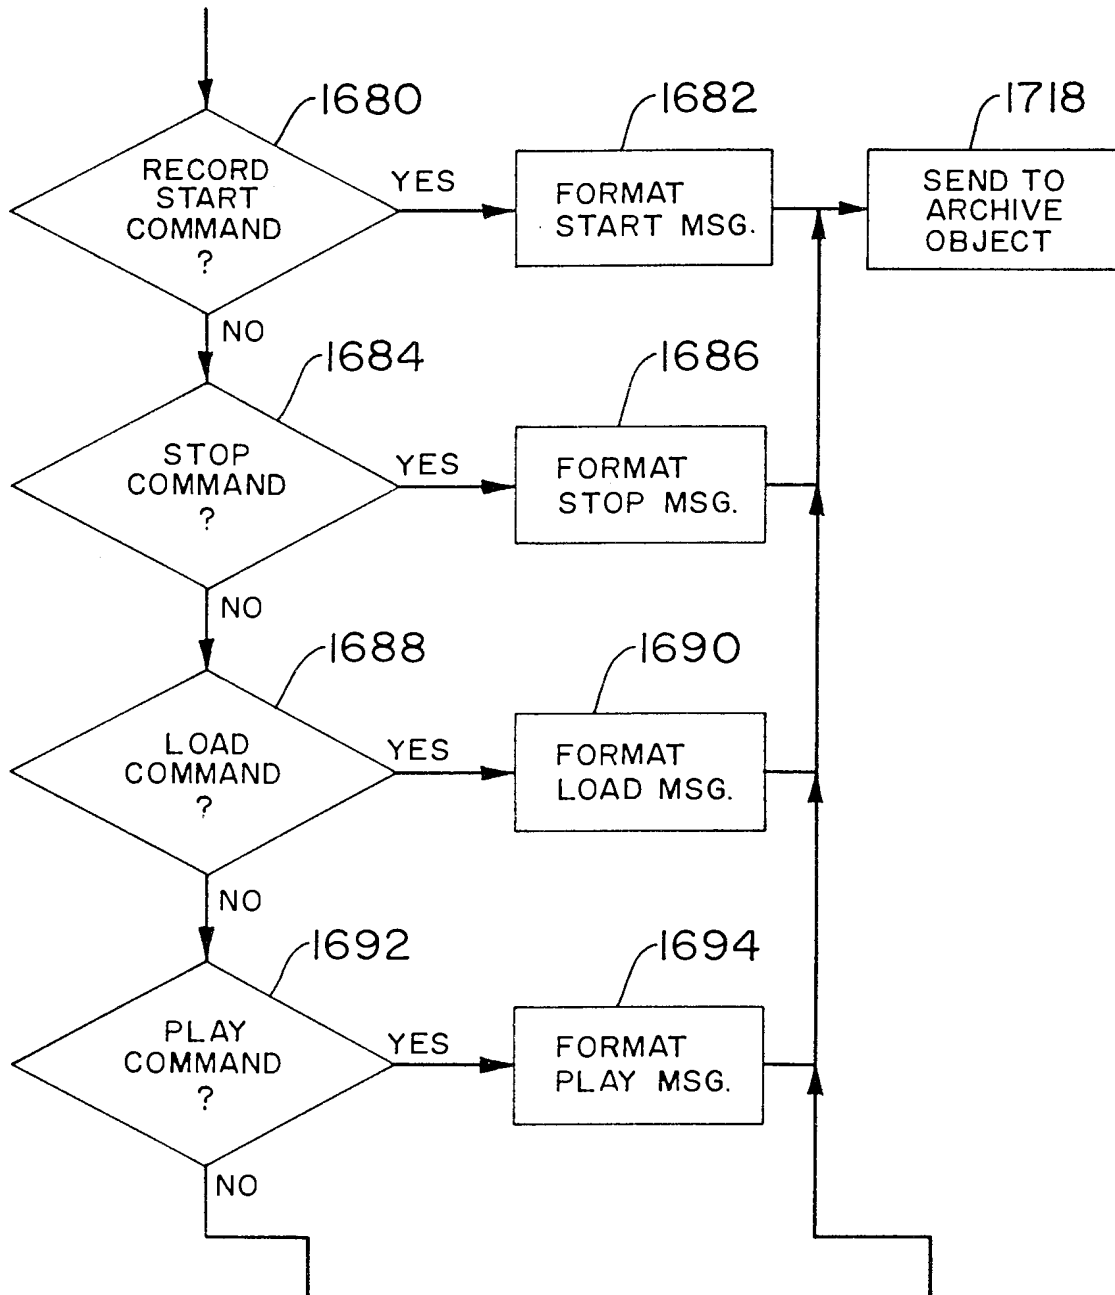 1680
1682
1718
RECORD
START
COMMAND
?
YES
FORMAT
START MSG.
SEND TO
ARCHIVE
OBJECT
NO
1684
1686
STOP
COMMAND
?
YES
FORMAT
STOP MSG.
NO
1688
1690
LOAD
COMMAND
?
YES
FORMAT
LOAD MSG.
NO
1692
1694
PLAY
COMMAND
?
YES
FORMAT
PLAY MSG.
NO